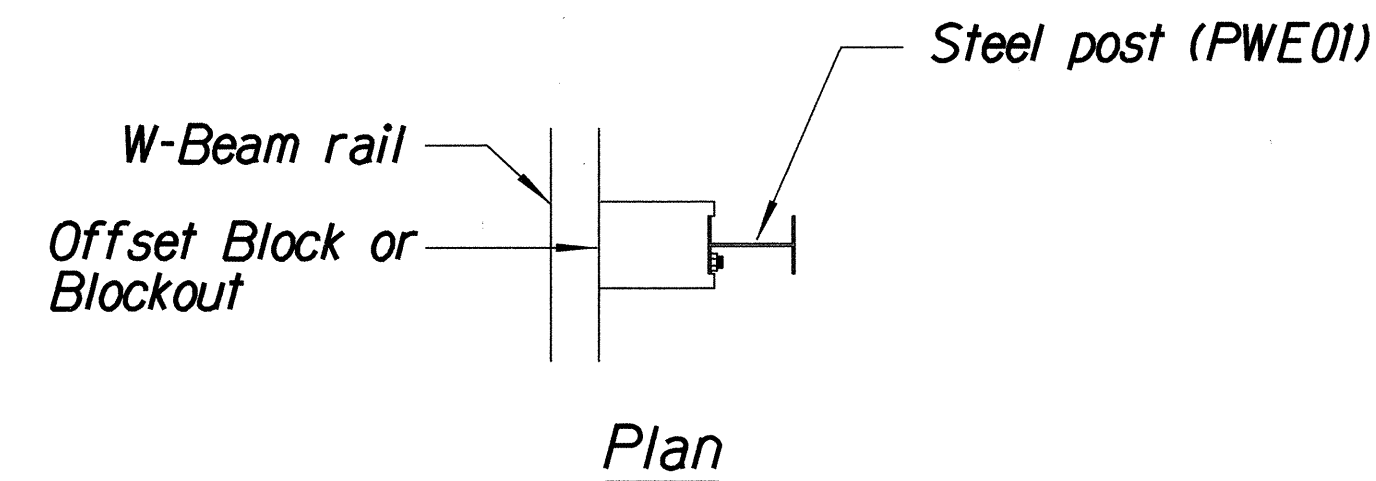 Steel post (PWE01)
W-Beam rail
Offset Block or
Blockout
Plan